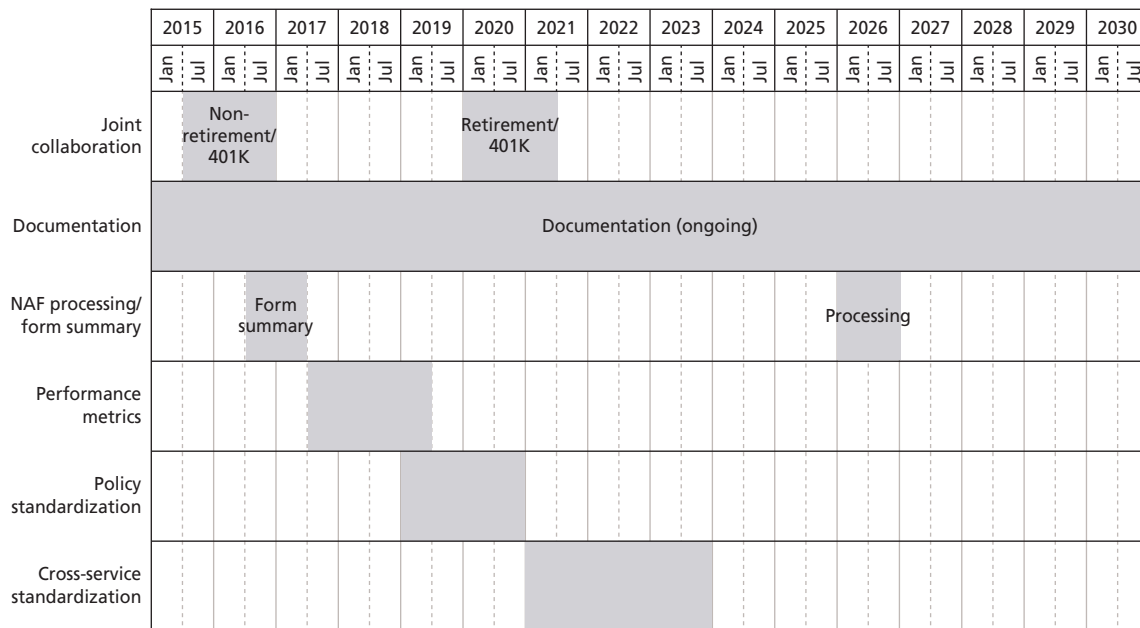 2015 2016 2017 2018 2019 2020 2021 2022 2023 2024 2025 2026 2027 2028 2029 2030
Jan Jul Jan Jul Jan Jul Jan Jul Jan Jul Jan Jul Jan Jul Jan Jul Jan Jul Jan Jul Jan Jul Jan Jul Jan Jul Jan Jul Jan Jul Jan Jul
Joint
collaboration
Non-
retirement/
401K
Retirement/
401K
Documentation
Documentation (ongoing)
NAF processing/
form summary
Form
summary
Processing
Performance
metrics
Policy
standardization
Cross-service
standardization